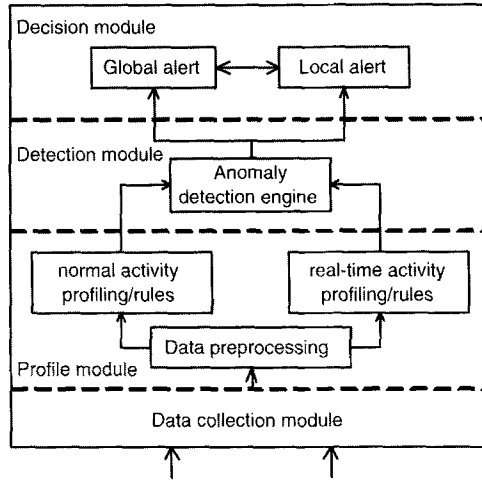 Decision module
Global alert
Local alert
Detection module
Anomaly
detection engine
normal activity
profiling/rules
real-time activity
profiling/rules
Data preprocessing
Profile module
Data collection module